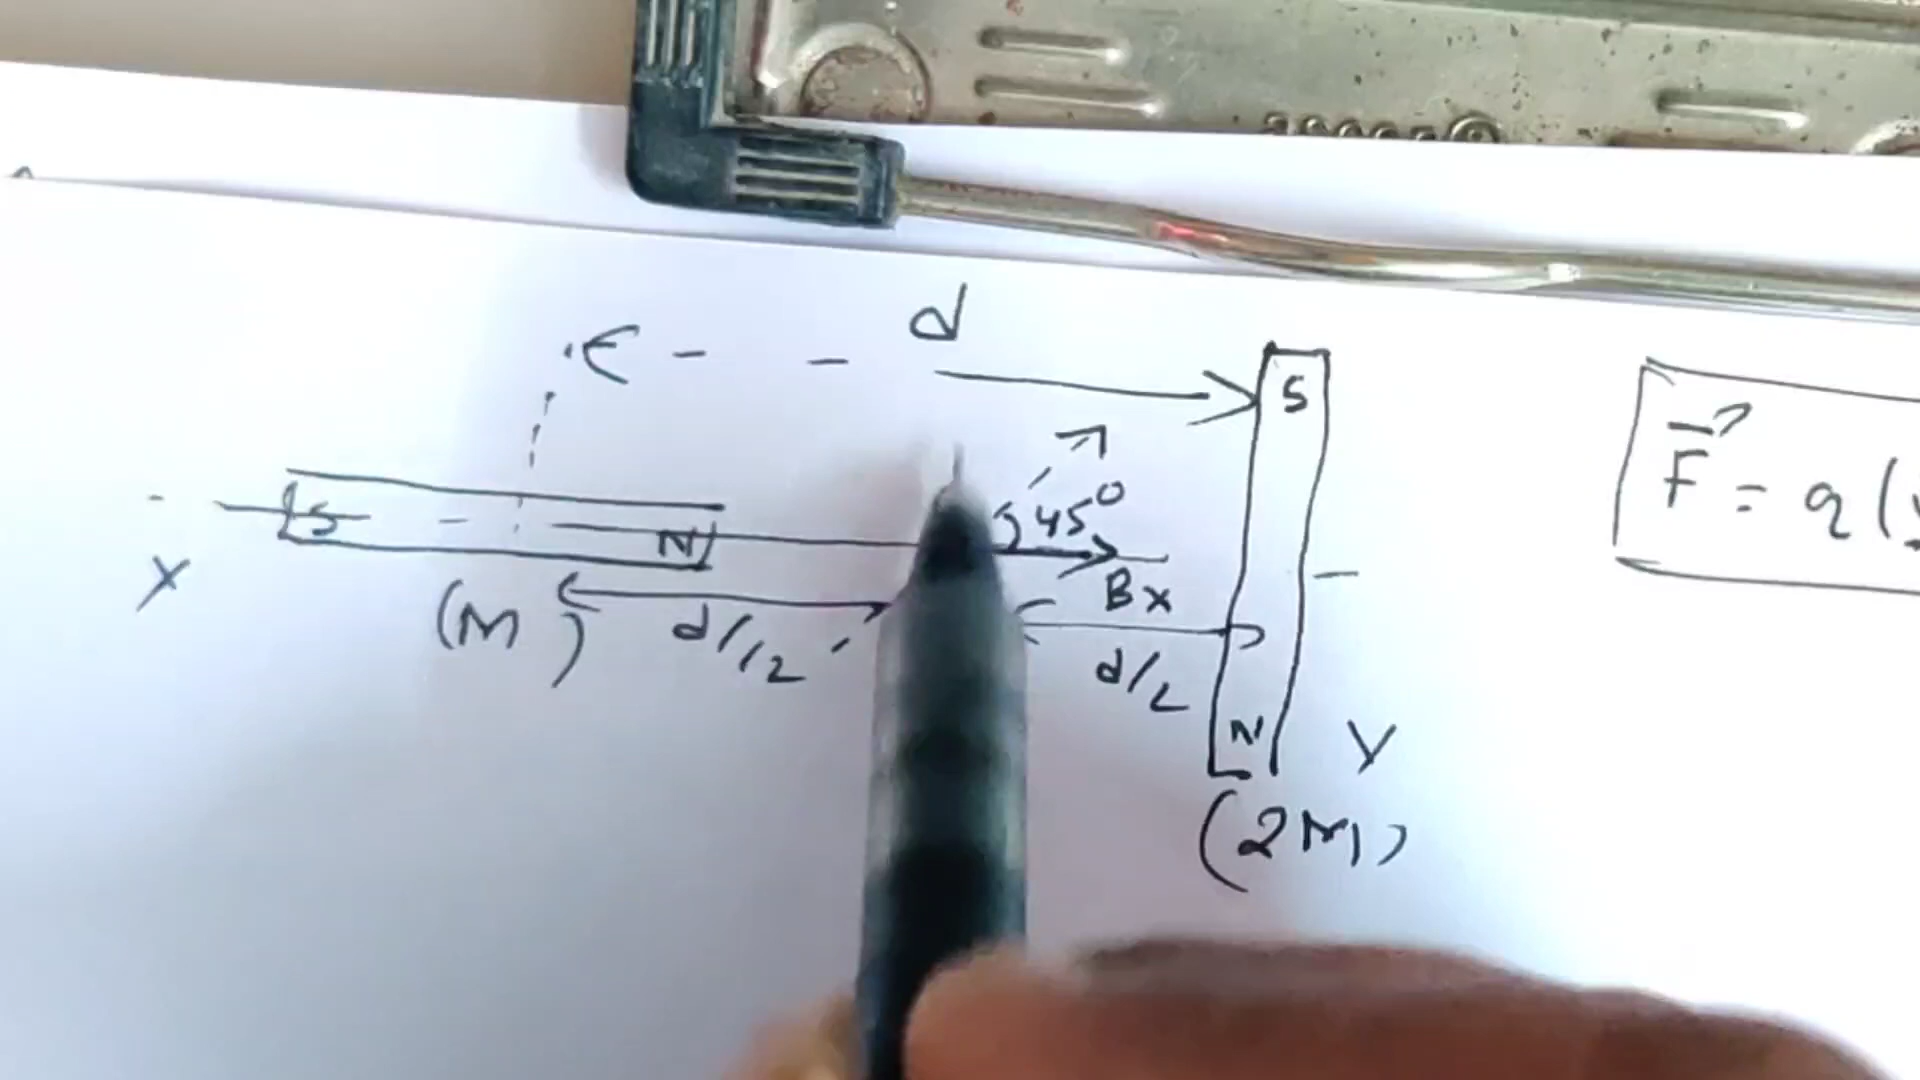 d
S
45°
S N
Bx
X (M) d/2 d/2
N Y
(2M)
F = q(